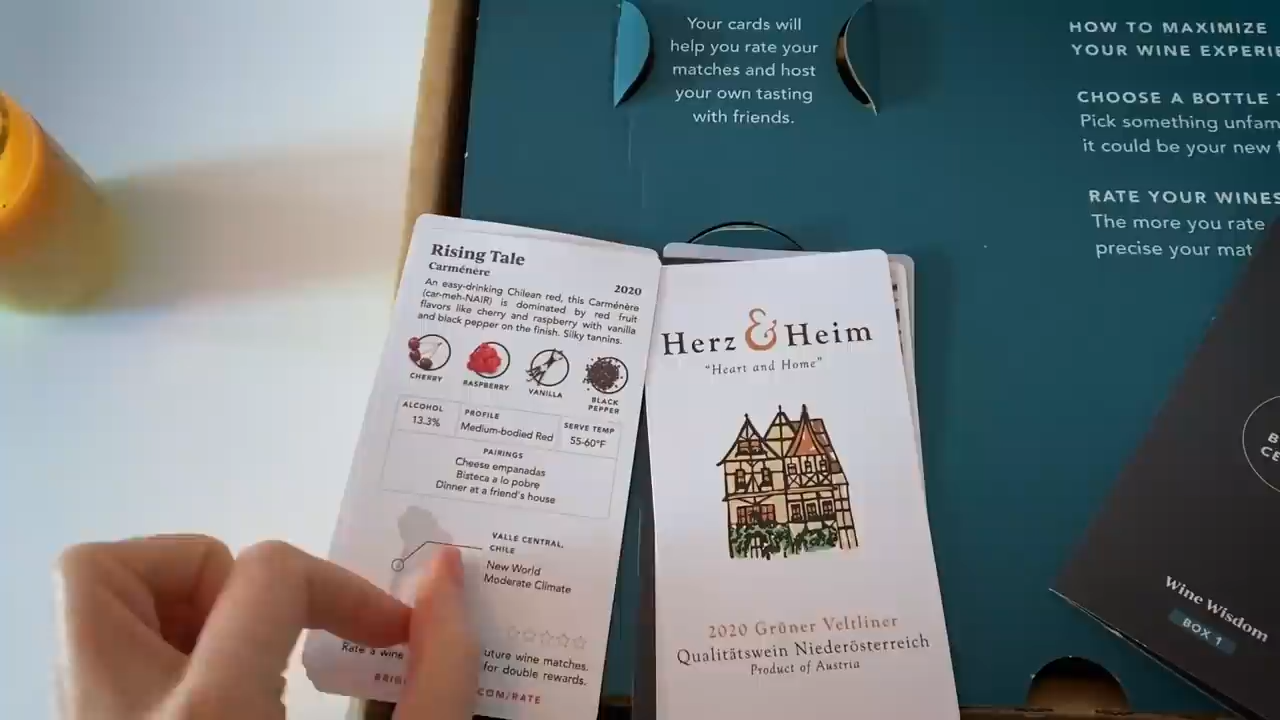 Your cards will
help you rate your
matches and host
your own tasting
with friends.
HOW TO MAXIMIZE
YOUR WINE
CHOOSE A BOTTLE
Pick something
it could be your new
RATE YOUR WINES
The more you rate
precise your
Rising Tale
Carménère
2020
An easy-drinking Chilean red, this Carménère
(car-meh-NAIR) is dominated by red fruit
flavors like cherry and raspberry with vanilla
and black pepper on the finish. Silky tannins.
CHERRY
RASPBERRY
VANILLA
BLACK
PEPPER
ALCOHOL
13.3%
PROFILE
Medium-bodied Red
SERVE TEMP
55-60°F
PAIRINGS
Cheese empanadas
Bisteca a lo pobre
Dinner at a friend's house
VALLE CENTRAL,
CHILE
New World
Moderate Climate
Rate a wine
wine matches.
for double rewards.
COM/RATE
Herz & Heim
"Heart and Home"
2020 Grüner Veltliner
Qualitätswein Niederösterreich
Product of Austria
Wine Wisdom
BOX 1